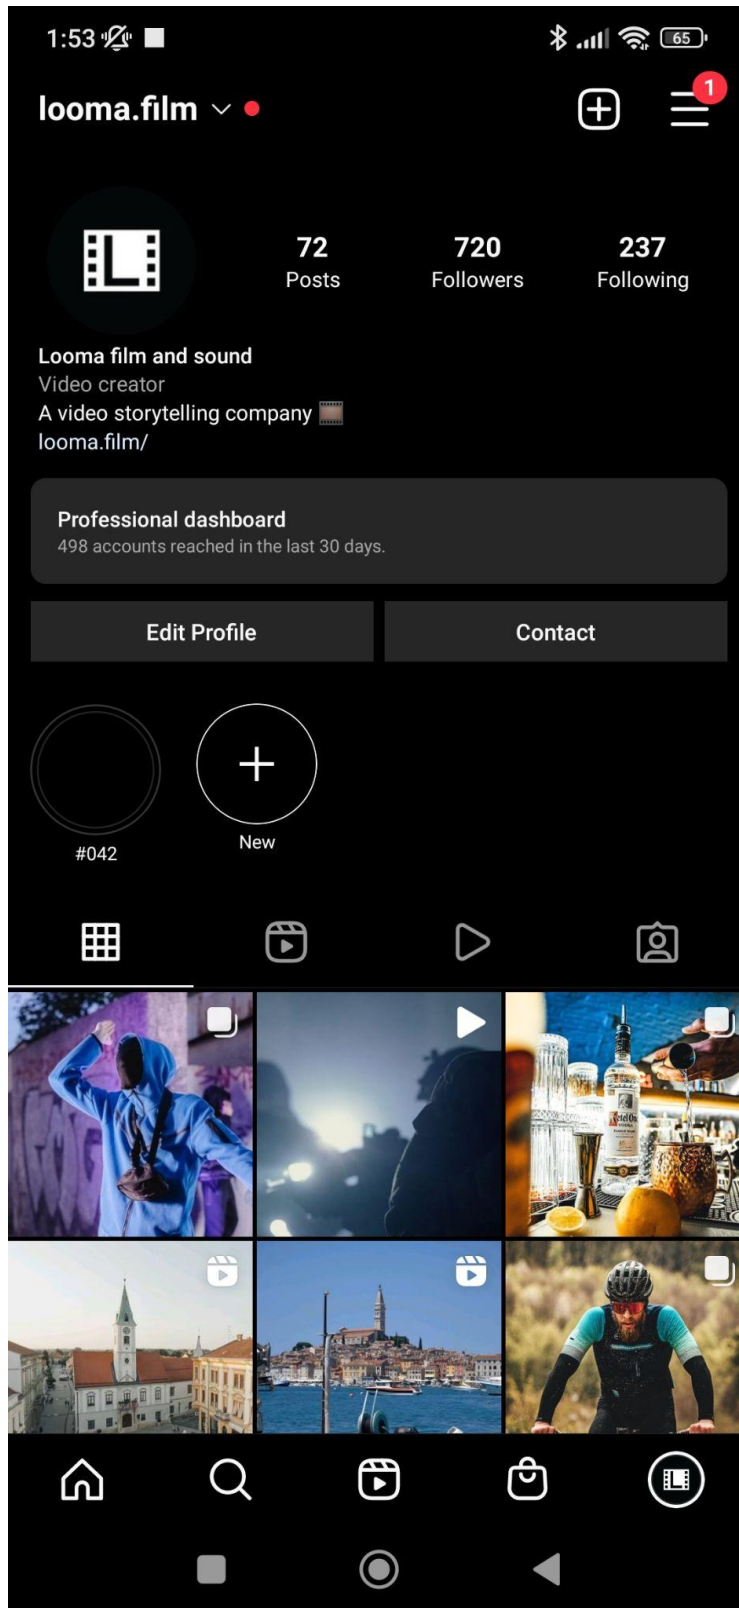 1:53
65
looma.film
1
L
72
Posts
720
Followers
237
Following
Looma film and sound
Video creator
A video storytelling company 🎞️
looma.film/
Professional dashboard
498 accounts reached in the last 30 days.
Edit Profile
Contact
#042
New
Ketel One
L